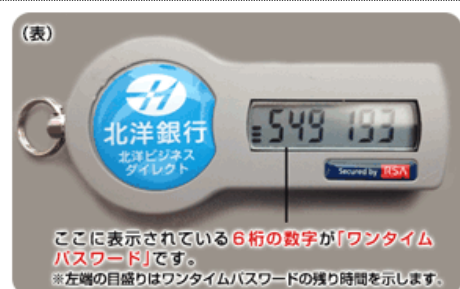 (表)
北洋銀行
北洋ビジネス
ダイレクト
549 193
Secured by RSA
ここに表示されている6桁の数字が「ワンタイム
パスワード」です。
※左端の目盛りはワンタイムパスワードの残り時間を示します。